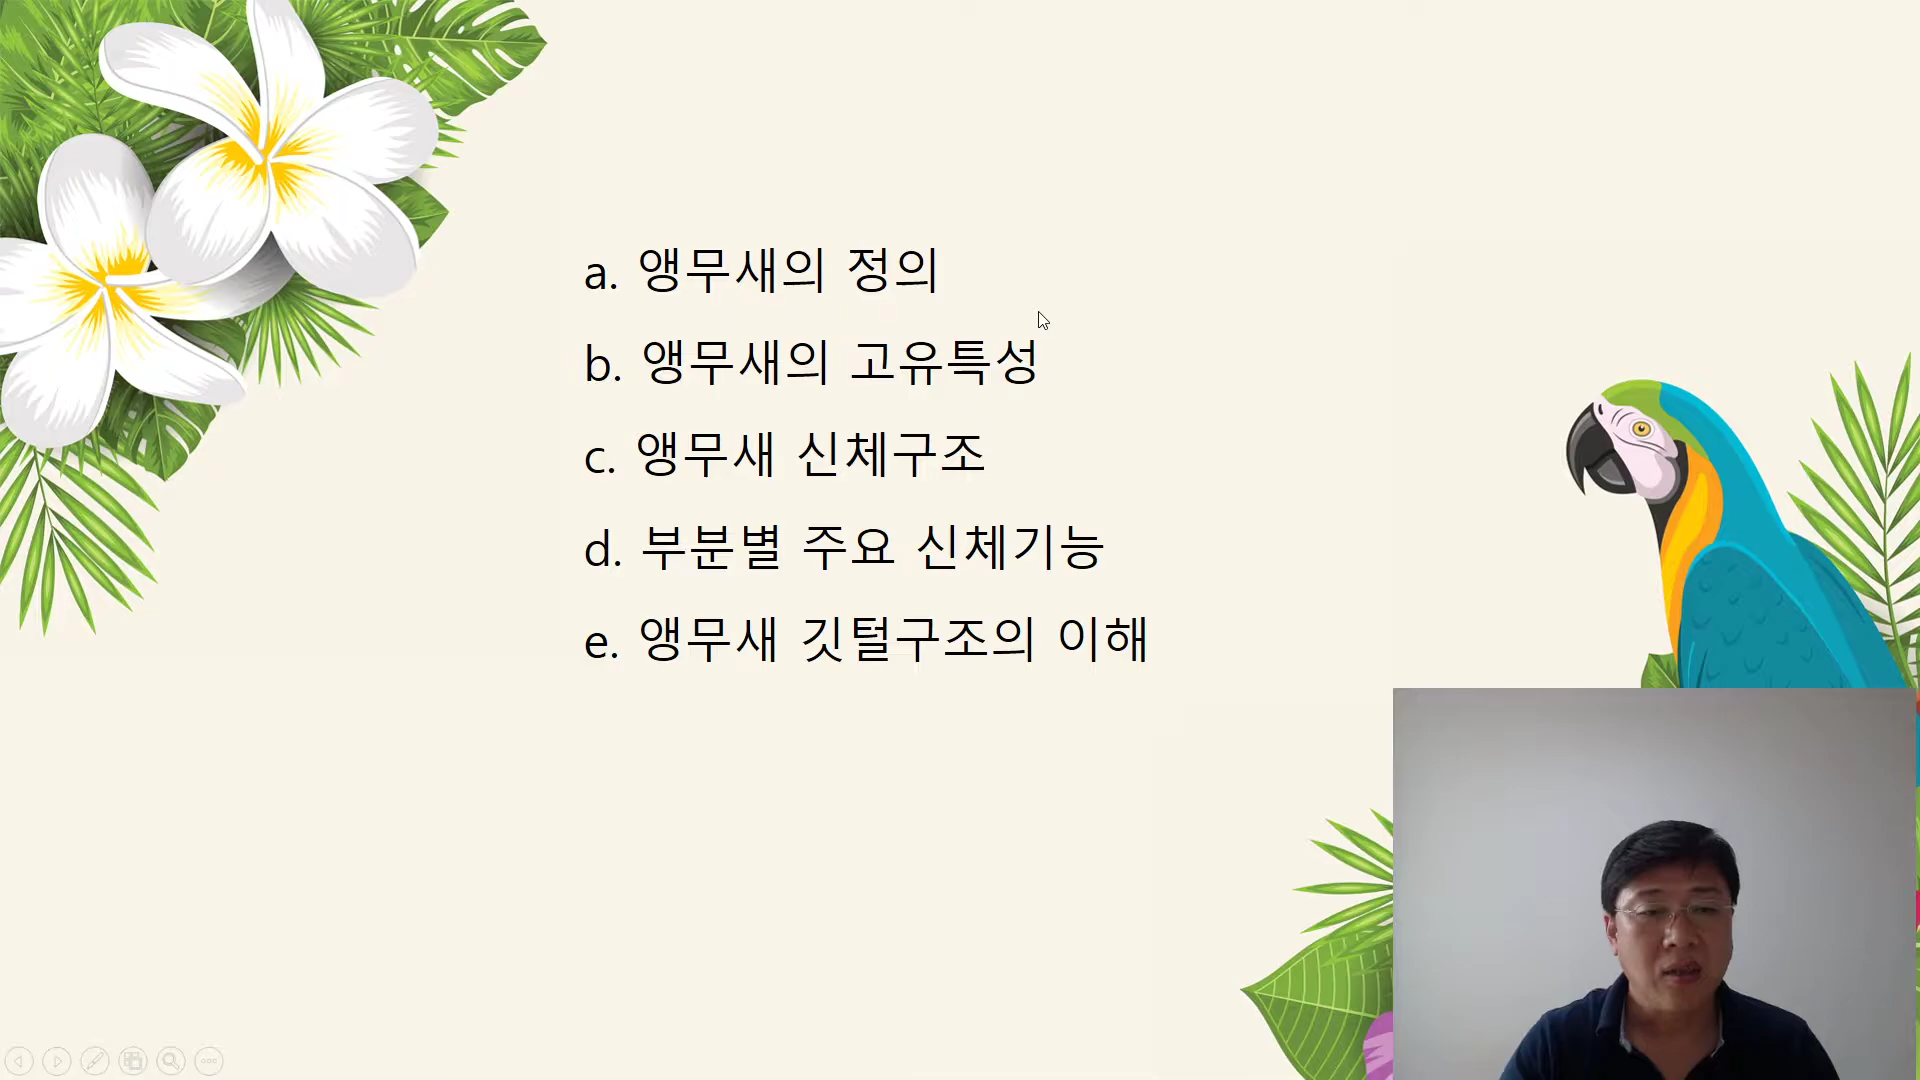 a. 앵무새의 정의
b. 앵무새의 고유특성
c. 앵무새 신체구조
d. 부분별 주요 신체기능
e. 앵무새 깃털구조의 이해